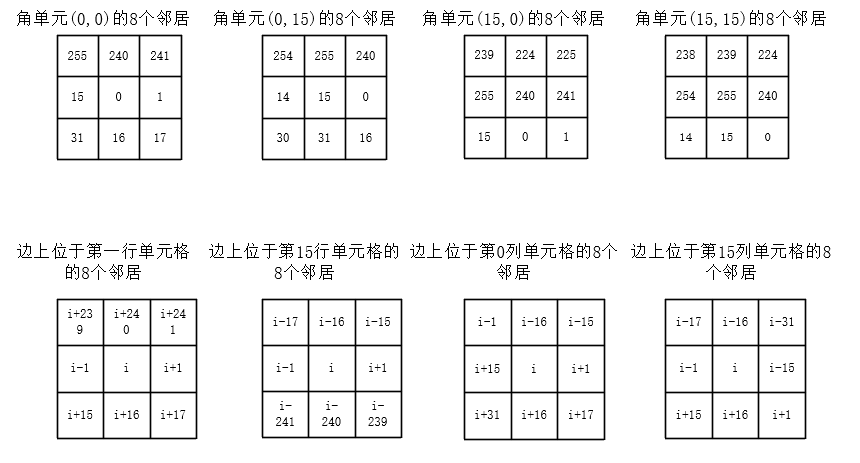 角单元(0,0)的8个邻居 角单元(0,15)的8个邻居 角单元(15,0)的8个邻居 角单元(15,15)的8个邻居
255 240 241 254 255 240 239 224 225 238 239 224
15 0 1 14 15 0 255 240 241 254 255 240
31 16 17 30 31 16 15 0 1 14 15 0
边上位于第一行单元格 边上位于第15行单元格的 边上位于第0列单元格的8个 边上位于第15列单元格的8
的8个邻居 8个邻居 邻居 个邻居
i+23 i+24 i+24 i-17 i-16 i-15 i-1 i-16 i-15 i-17 i-16 i-31
9 0 1
i-1 i i+1 i-1 i i+1 i+15 i i+1 i-1 i i-15
i+15 i+16 i+17 i- i- i- i+31 i+16 i+17 i+15 i+16 i+1
241 240 239